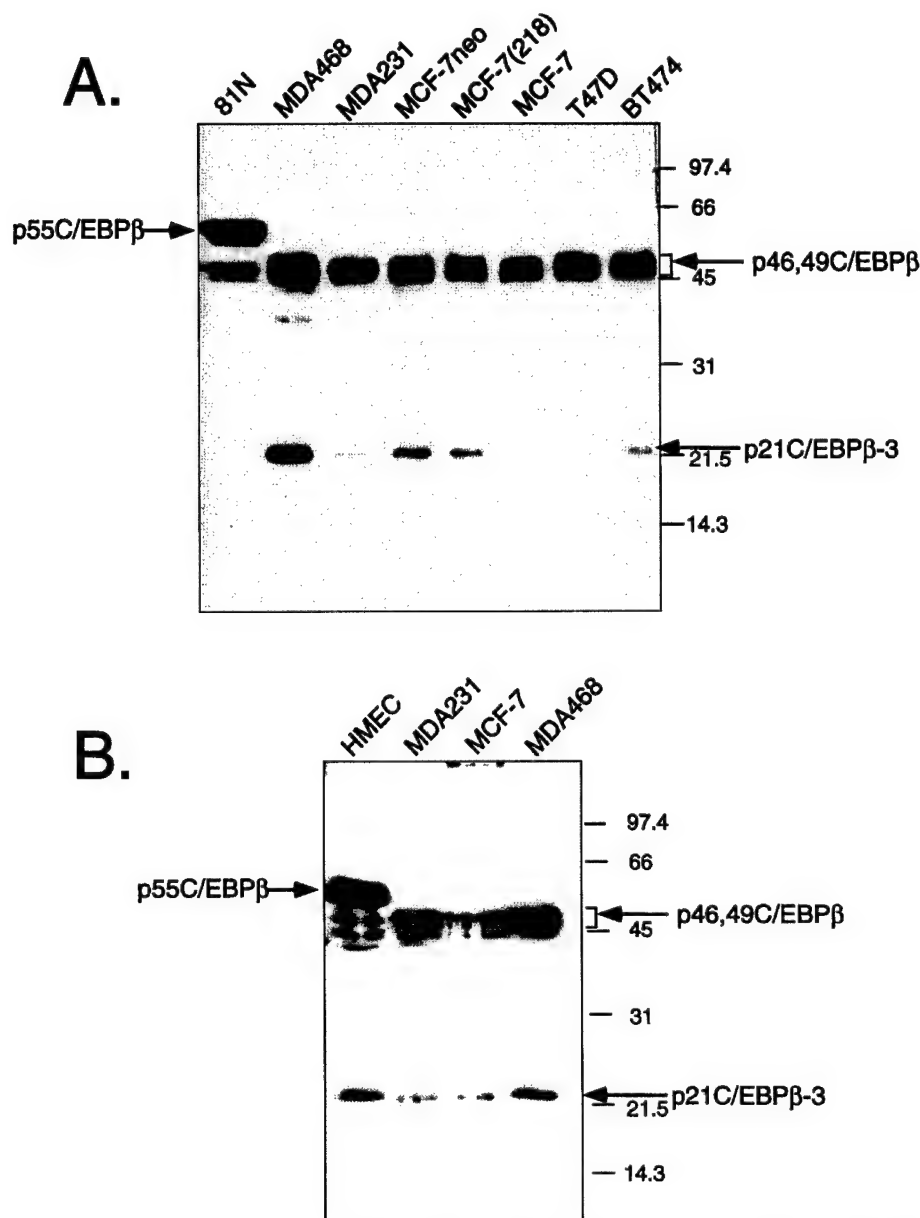 A.
81N
MDA468
MDA231
MCF-7neo
MCF-7(218)
MCF-7
T47D
BT474
97.4
66
p55C/EBPβ
p46,49C/EBPβ
45
31
p21C/EBPβ-3
21.5
14.3
B.
HMEC
MDA231
MCF-7
MDA468
97.4
66
p55C/EBPβ
p46,49C/EBPβ
45
31
p21C/EBPβ-3
21.5
14.3